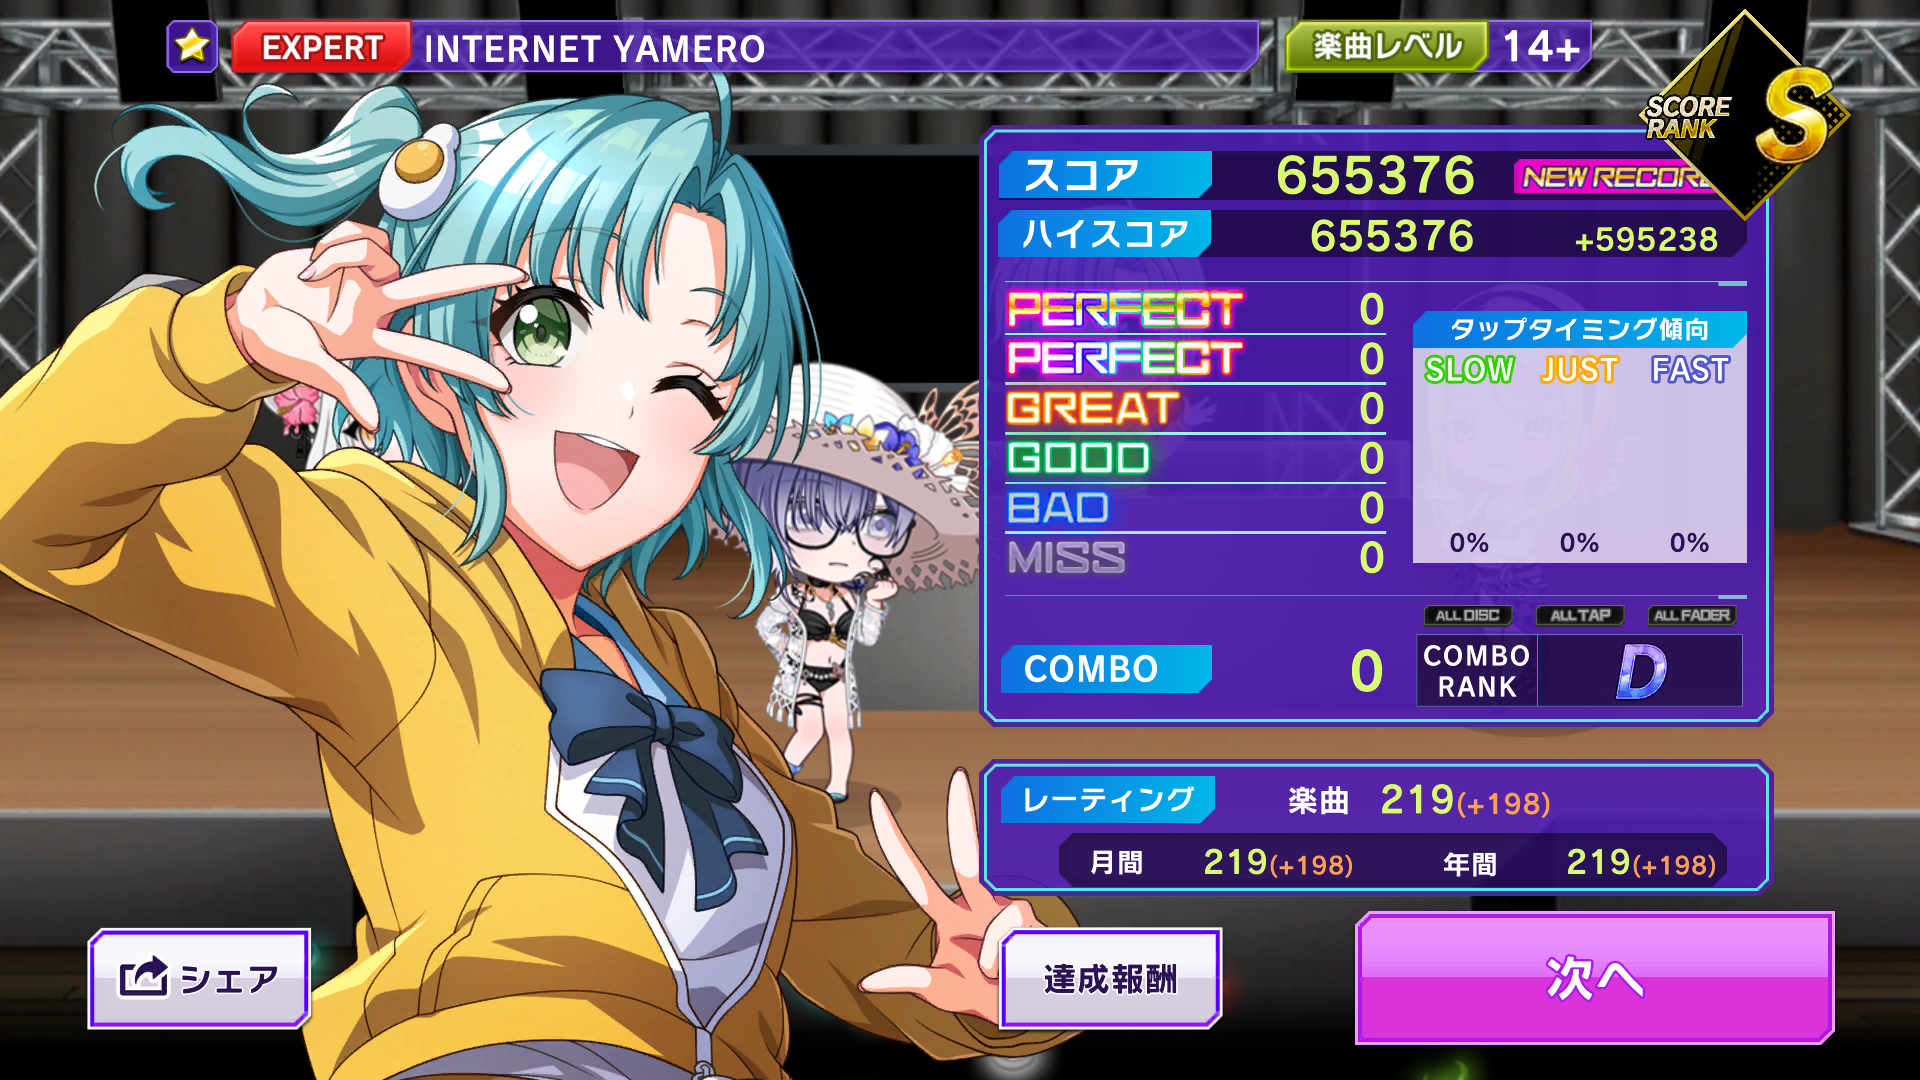 EXPERT INTERNET YAMERO 楽曲レベル 14+
SCORE RANK S
スコア 655376 NEW RECORD
ハイスコア 655376 +595238
PERFECT 0
PERFECT 0
GREAT 0
GOOD 0
BAD 0
MISS 0
タップタイミング傾向
SLOW JUST FAST
0% 0% 0%
ALL DISC ALL TAP ALL FADER
COMBO 0
COMBO RANK D
レーティング 楽曲 219(+198)
月間 219(+198) 年間 219(+198)
シェア
達成報酬
次へ